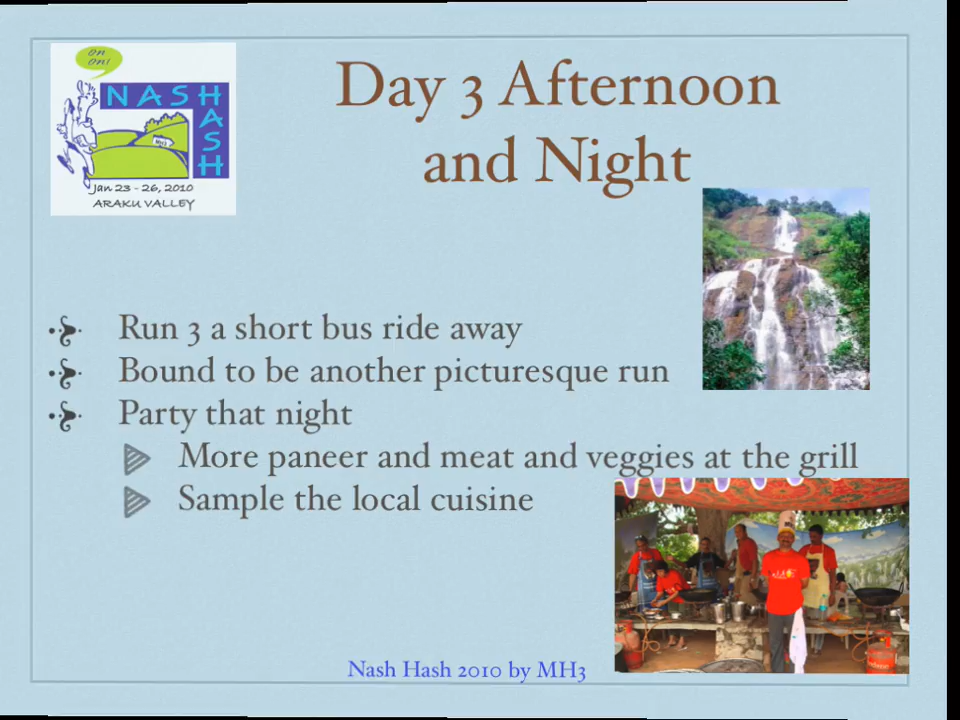 ON
ON!
NASH
HASH
MH3
Jan 23 - 26, 2010
ARAKU VALLEY
Day 3 Afternoon
and Night
Run 3 a short bus ride away
Bound to be another picturesque run
Party that night
More paneer and meat and veggies at the grill
Sample the local cuisine
Nash Hash 2010 by MH3